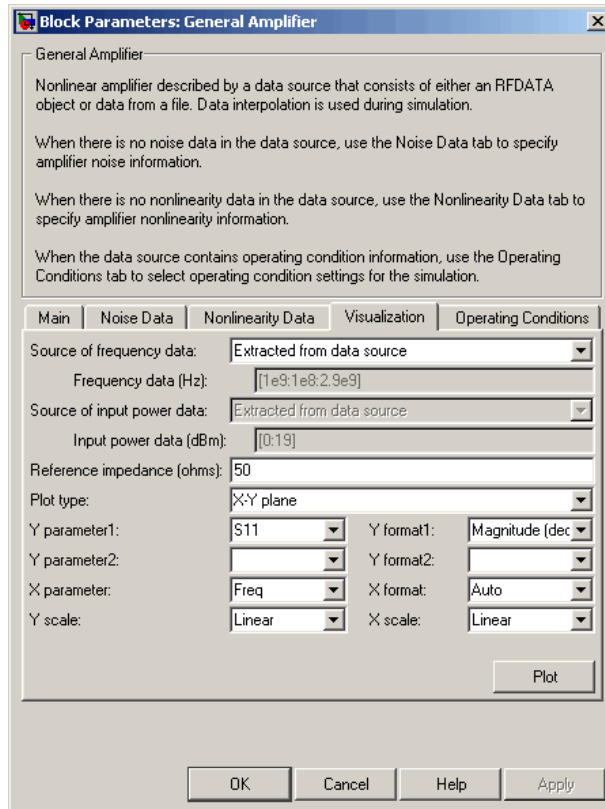 Block Parameters: General Amplifier
General Amplifier
Nonlinear amplifier described by a data source that consists of either an RFDATA
object or data from a file. Data interpolation is used during simulation.
When there is no noise data in the data source, use the Noise Data tab to specify
amplifier noise information.
When there is no nonlinearity data in the data source, use the Nonlinearity Data tab to
specify amplifier nonlinearity information.
When the data source contains operating condition information, use the Operating
Conditions tab to select operating condition settings for the simulation.
Main Noise Data Nonlinearity Data Visualization Operating Conditions
Source of frequency data: Extracted from data source
Frequency data (Hz): [1e9:1e8:2.9e9]
Source of input power data: Extracted from data source
Input power data (dBm): [0:19]
Reference impedance (ohms): 50
Plot type: X-Y plane
Y parameter1: S11 Y format1: Magnitude (dec
Y parameter2: Y format2:
X parameter: Freq X format: Auto
Y scale: Linear X scale: Linear
Plot
OK Cancel Help Apply